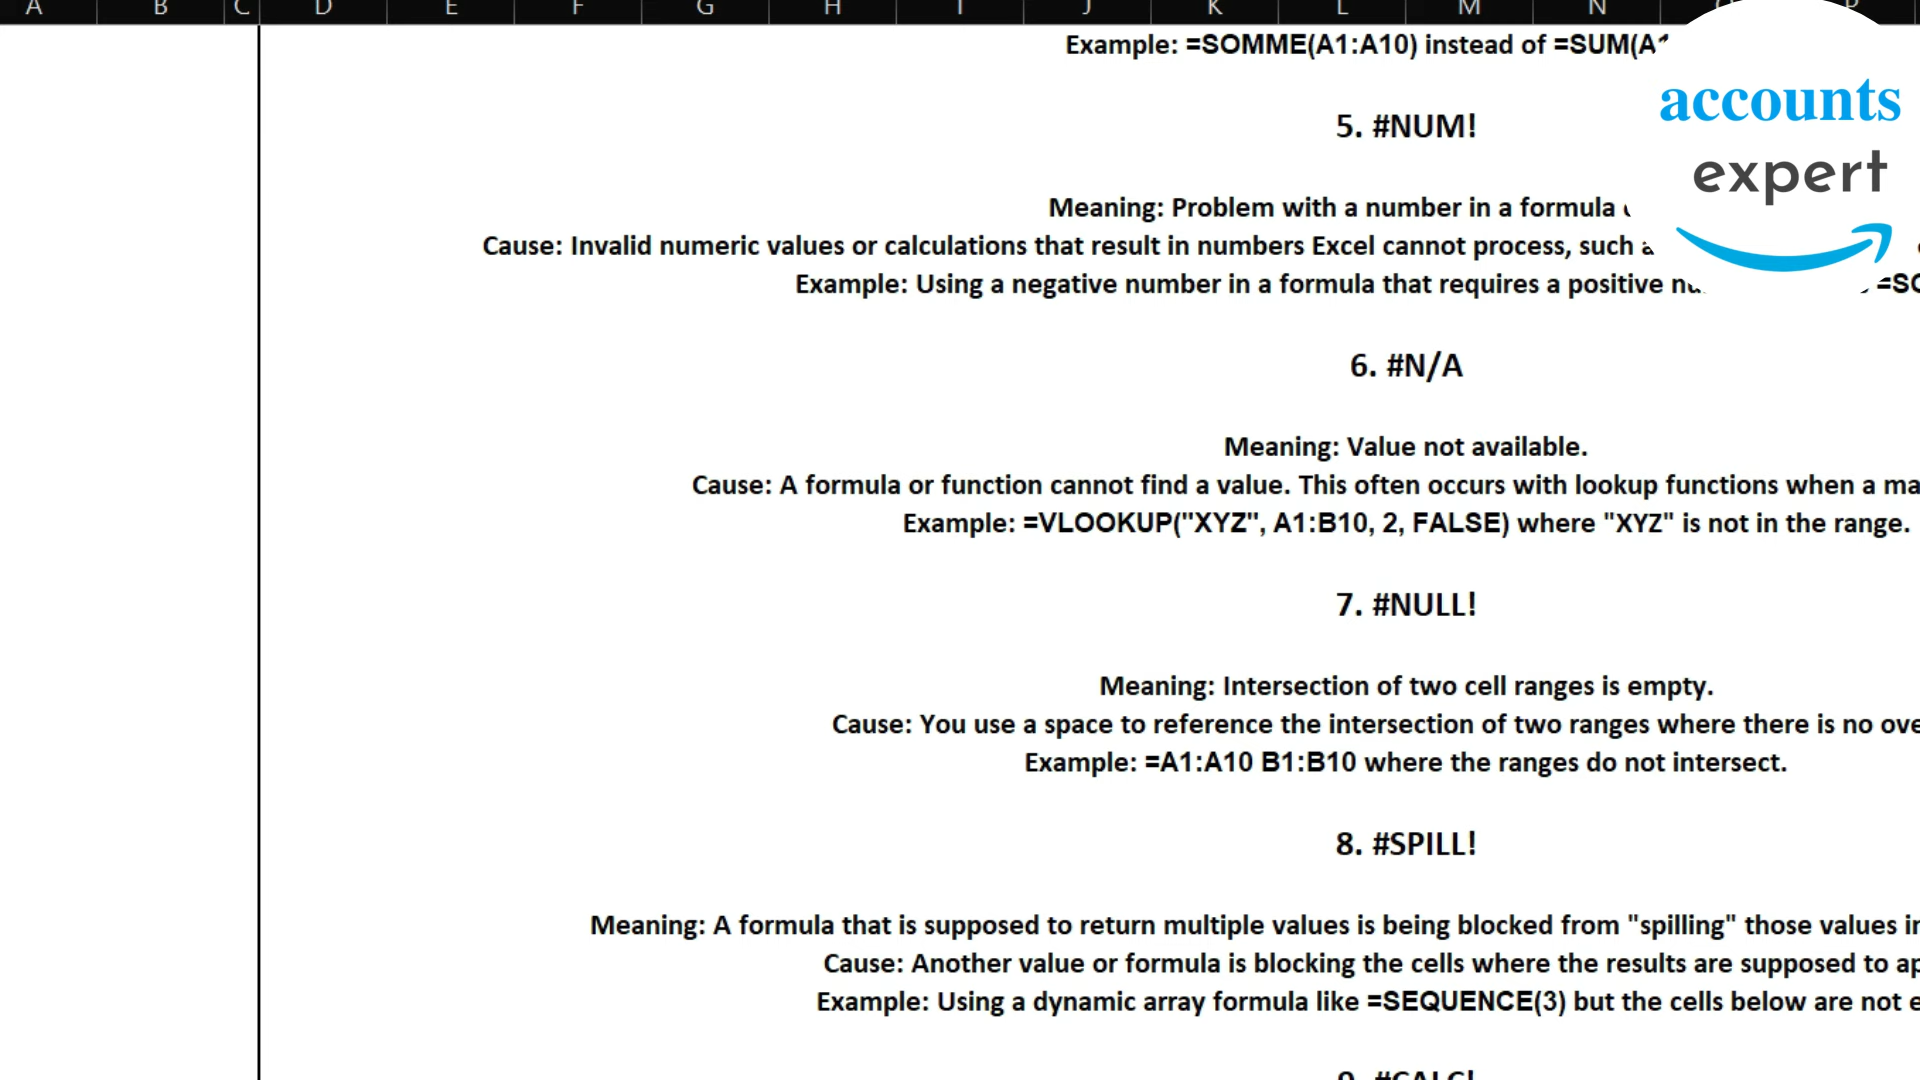 A B C D E F G H I J K L M N
Example: =SOMME(A1:A10) instead of =SUM(A1
accounts
expert
5. #NUM!
Meaning: Problem with a number in a formula
Cause: Invalid numeric values or calculations that result in numbers Excel cannot process, such
Example: Using a negative number in a formula that requires a positive
6. #N/A
Meaning: Value not available.
Cause: A formula or function cannot find a value. This often occurs with lookup functions when a
Example: =VLOOKUP("XYZ", A1:B10, 2, FALSE) where "XYZ" is not in the range.
7. #NULL!
Meaning: Intersection of two cell ranges is empty.
Cause: You use a space to reference the intersection of two ranges where there is no
Example: =A1:A10 B1:B10 where the ranges do not intersect.
8. #SPILL!
Meaning: A formula that is supposed to return multiple values is being blocked from "spilling" those values
Cause: Another value or formula is blocking the cells where the results are supposed to
Example: Using a dynamic array formula like =SEQUENCE(3) but the cells below are not